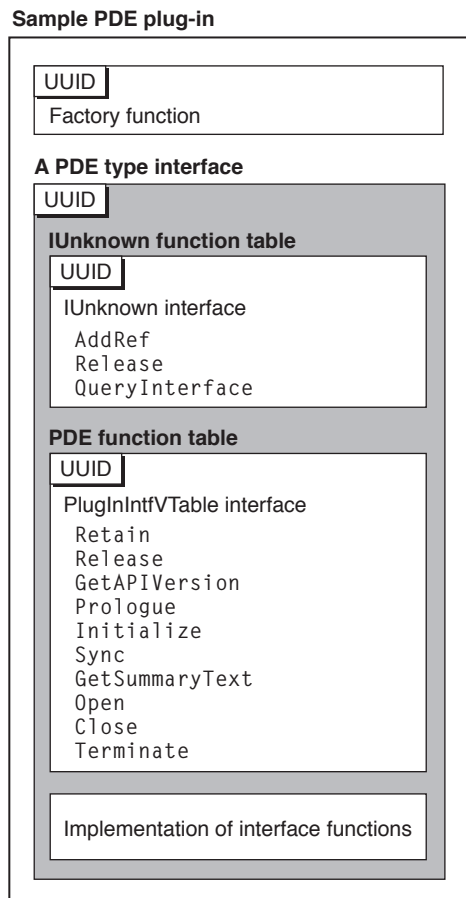 Sample PDE plug-in
UUID
Factory function
A PDE type interface
UUID
IUnknown function table
UUID
IUnknown interface
AddRef
Release
QueryInterface
PDE function table
UUID
PlugInIntfVTable interface
Retain
Release
GetAPIVersion
Prologue
Initialize
Sync
GetSummaryText
Open
Close
Terminate
Implementation of interface functions